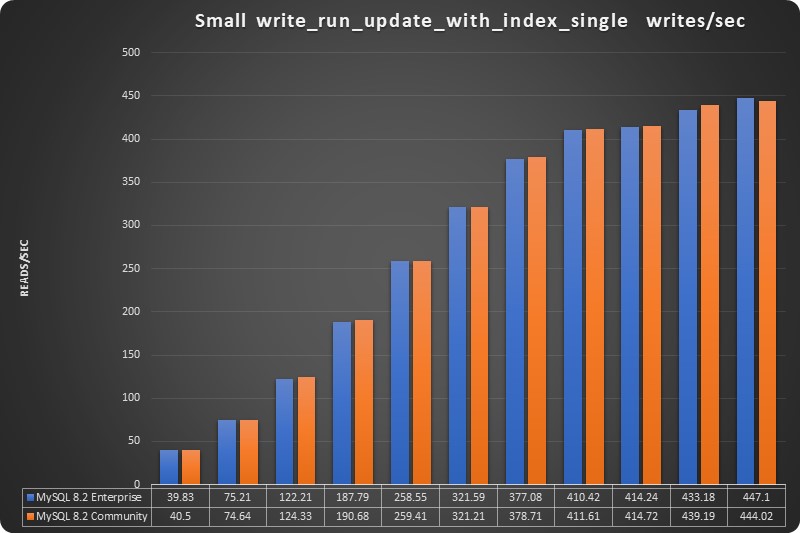 Small write_run_update_with_index_single writes/sec
500
450
400
350
300
250
200
150
100
50
0
READS/SEC
MySQL 8.2 Enterprise 39.83 75.21 122.21 187.79 258.55 321.59 377.08 410.42 414.24 433.18 447.1
MySQL 8.2 Community 40.5 74.64 124.33 190.68 259.41 321.21 378.71 411.61 414.72 439.19 444.02